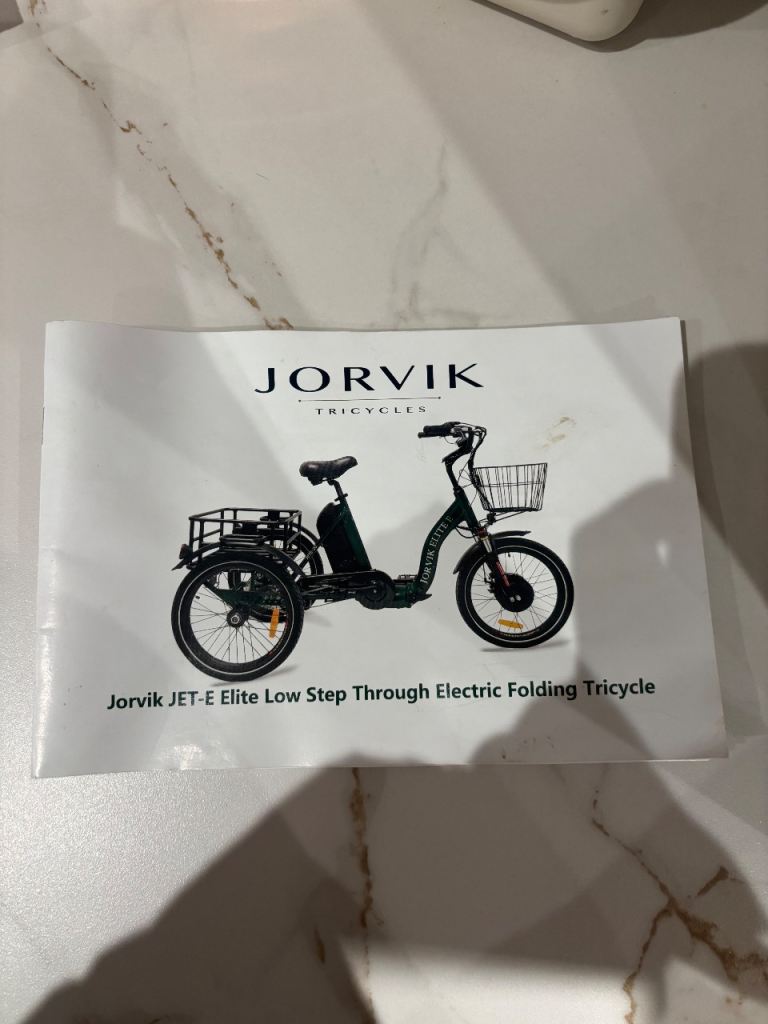 JORVIK
TRICYCLES
JORVIK ELITE
Jorvik JET-E Elite Low Step Through Electric Folding Tricycle